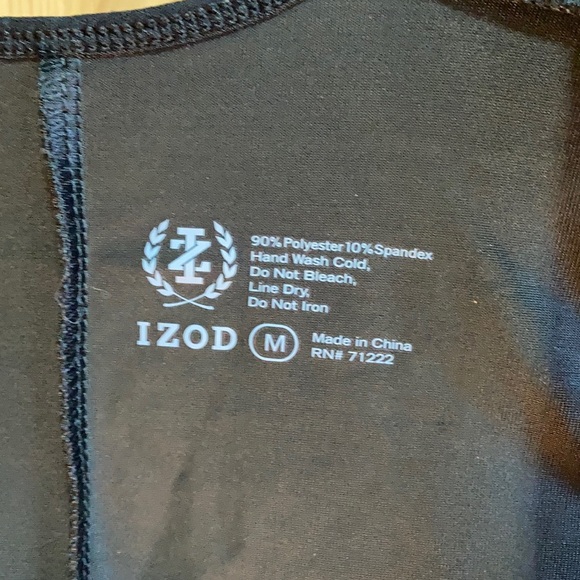 90% Polyester 10% Spandex
Hand Wash Cold,
Do Not Bleach,
Line Dry,
Do Not Iron
IZOD M
Made in China
RN# 71222